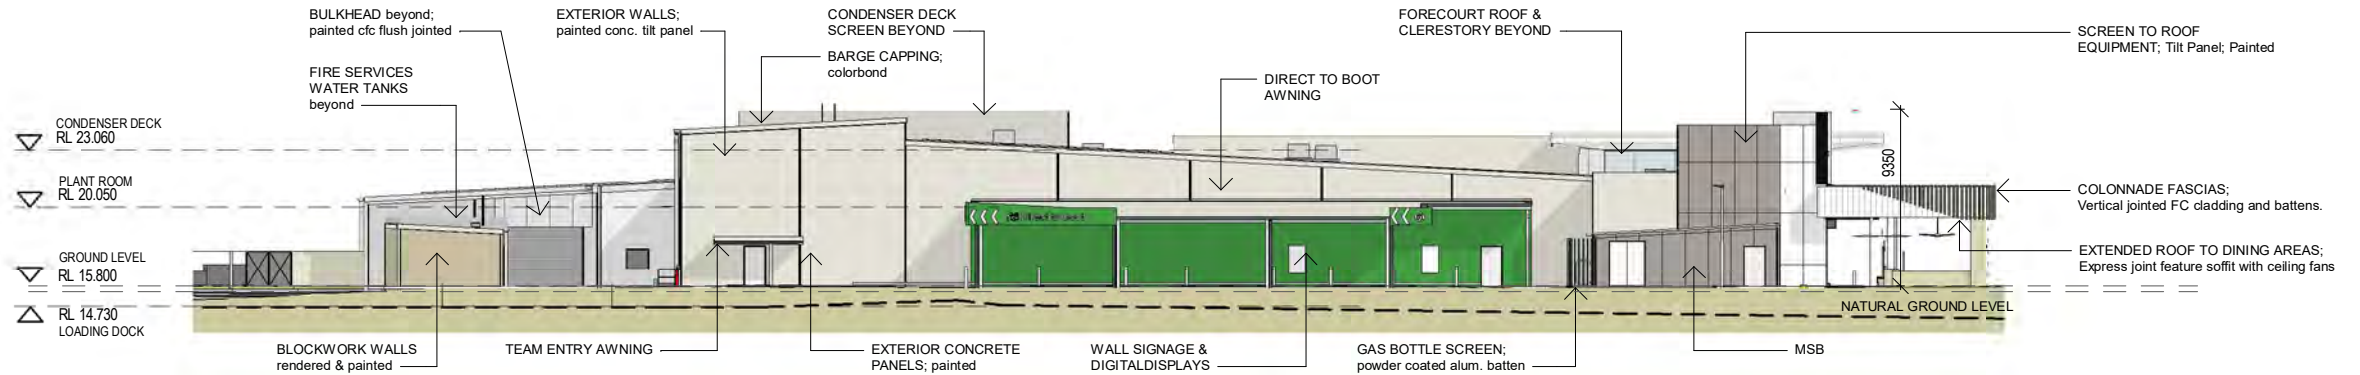 BULKHEAD beyond;
painted cfc flush jointed
EXTERIOR WALLS;
painted conc. tilt panel
CONDENSER DECK
SCREEN BEYOND
FORECOURT ROOF &
CLERESTORY BEYOND
SCREEN TO ROOF
EQUIPMENT; Tilt Panel; Painted
BARGE CAPPING;
colorbond
FIRE SERVICES
WATER TANKS
beyond
DIRECT TO BOOT
AWNING
CONDENSER DECK
RL 23.060
9350
PLANT ROOM
RL 20.050
COLONNADE FASCIAS;
Vertical jointed FC cladding and battens.
GROUND LEVEL
RL 15.800
EXTENDED ROOF TO DINING AREAS;
Express joint feature soffit with ceiling fans
NATURAL GROUND LEVEL
RL 14.730
LOADING DOCK
BLOCKWORK WALLS
rendered & painted
TEAM ENTRY AWNING
EXTERIOR CONCRETE
PANELS; painted
WALL SIGNAGE &
DIGITALDISPLAYS
GAS BOTTLE SCREEN;
powder coated alum. batten
MSB